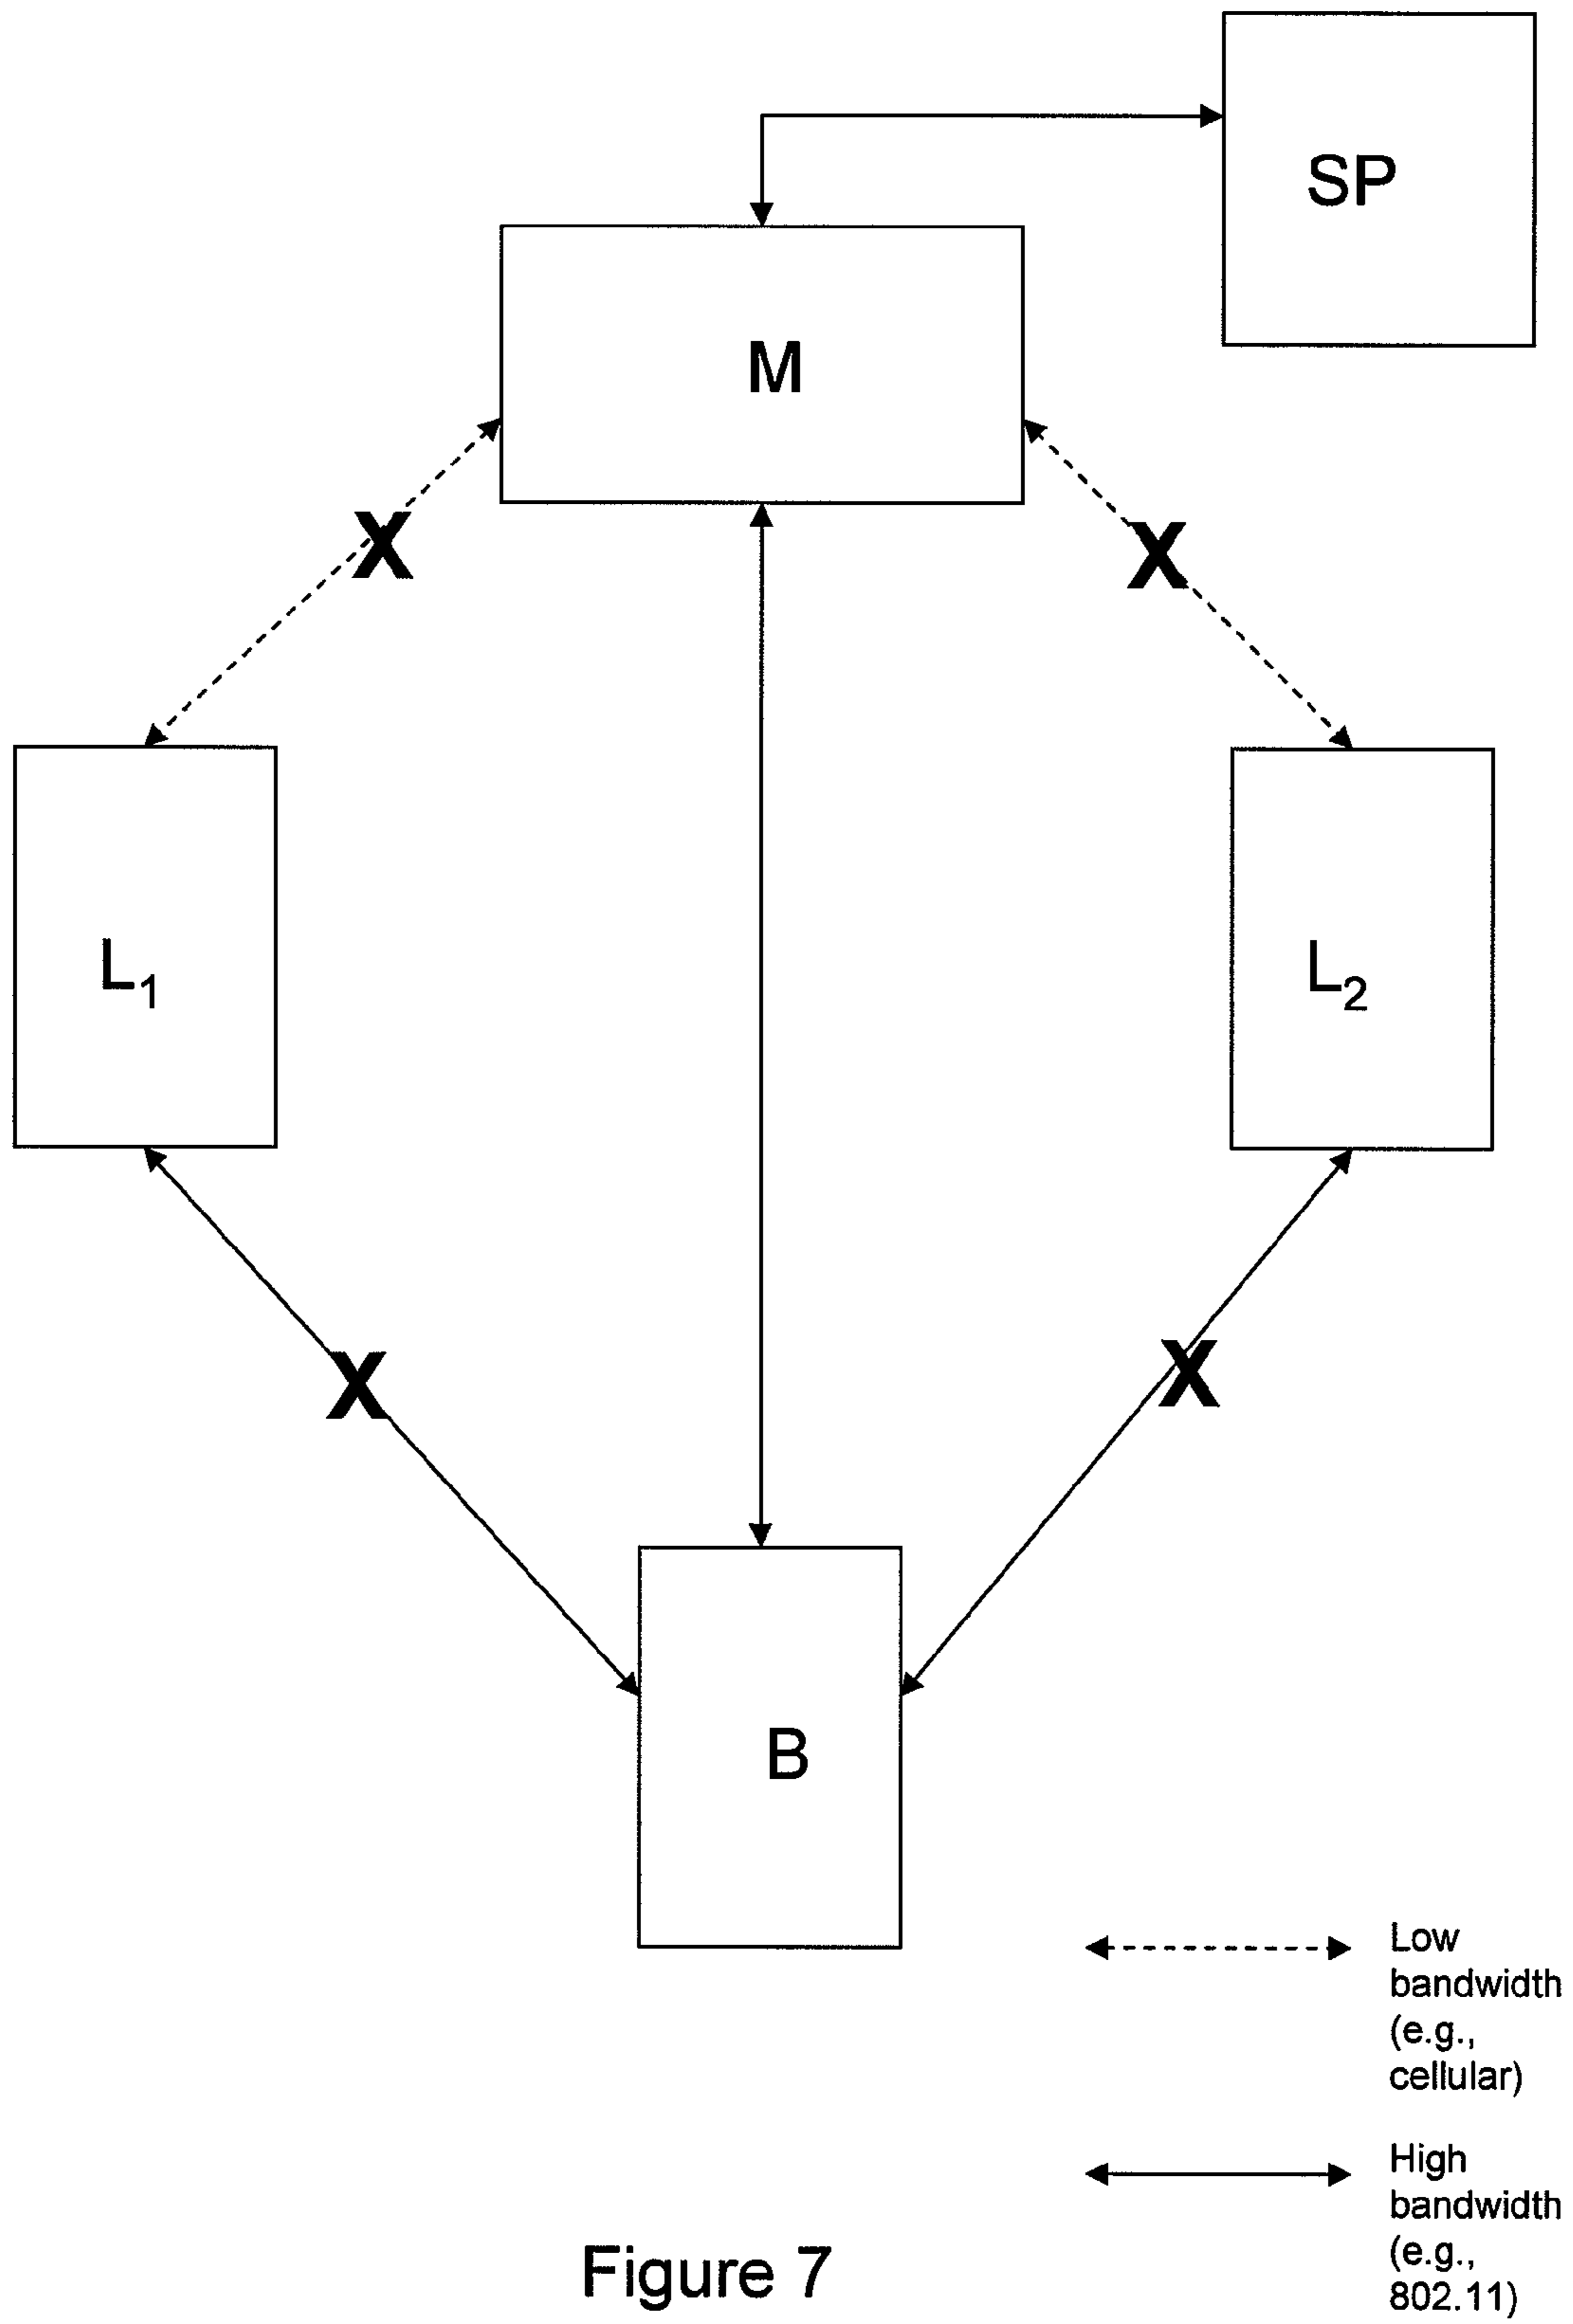 SP
M
X
X
L1
L2
X
X
B
Low
bandwidth
(e.g.,
cellular)
High
bandwidth
(e.g.,
802.11)
Figure 7